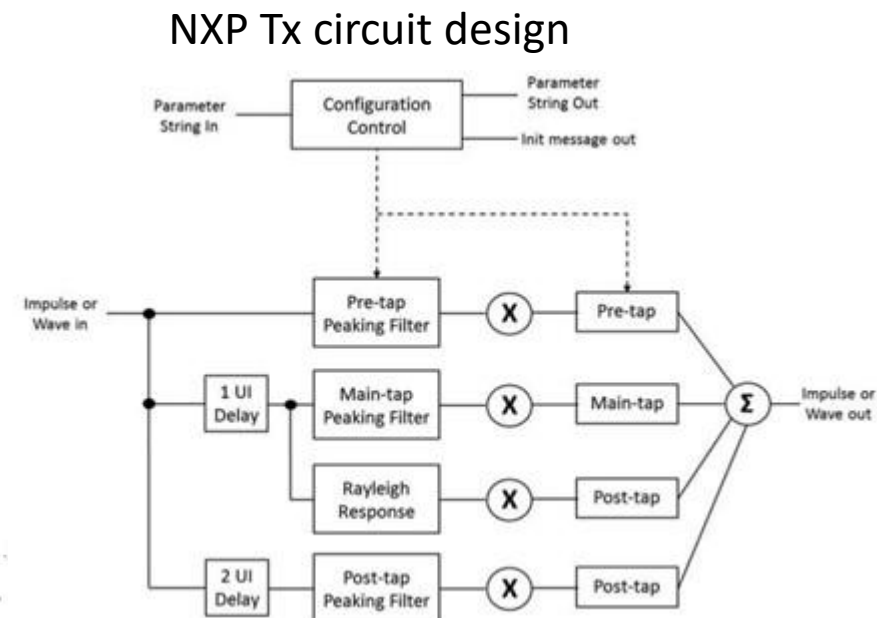 NXP Tx circuit design
Parameter
String In
Configuration
Control
Parameter
String Out
Init message out
Impulse or
Wave in
Pre-tap
Peaking Filter
X
Pre-tap
1 UI
Delay
Main-tap
Peaking Filter
X
Main-tap
Σ
Impulse or
Wave out
Rayleigh
Response
X
Post-tap
2 UI
Delay
Post-tap
Peaking Filter
X
Post-tap